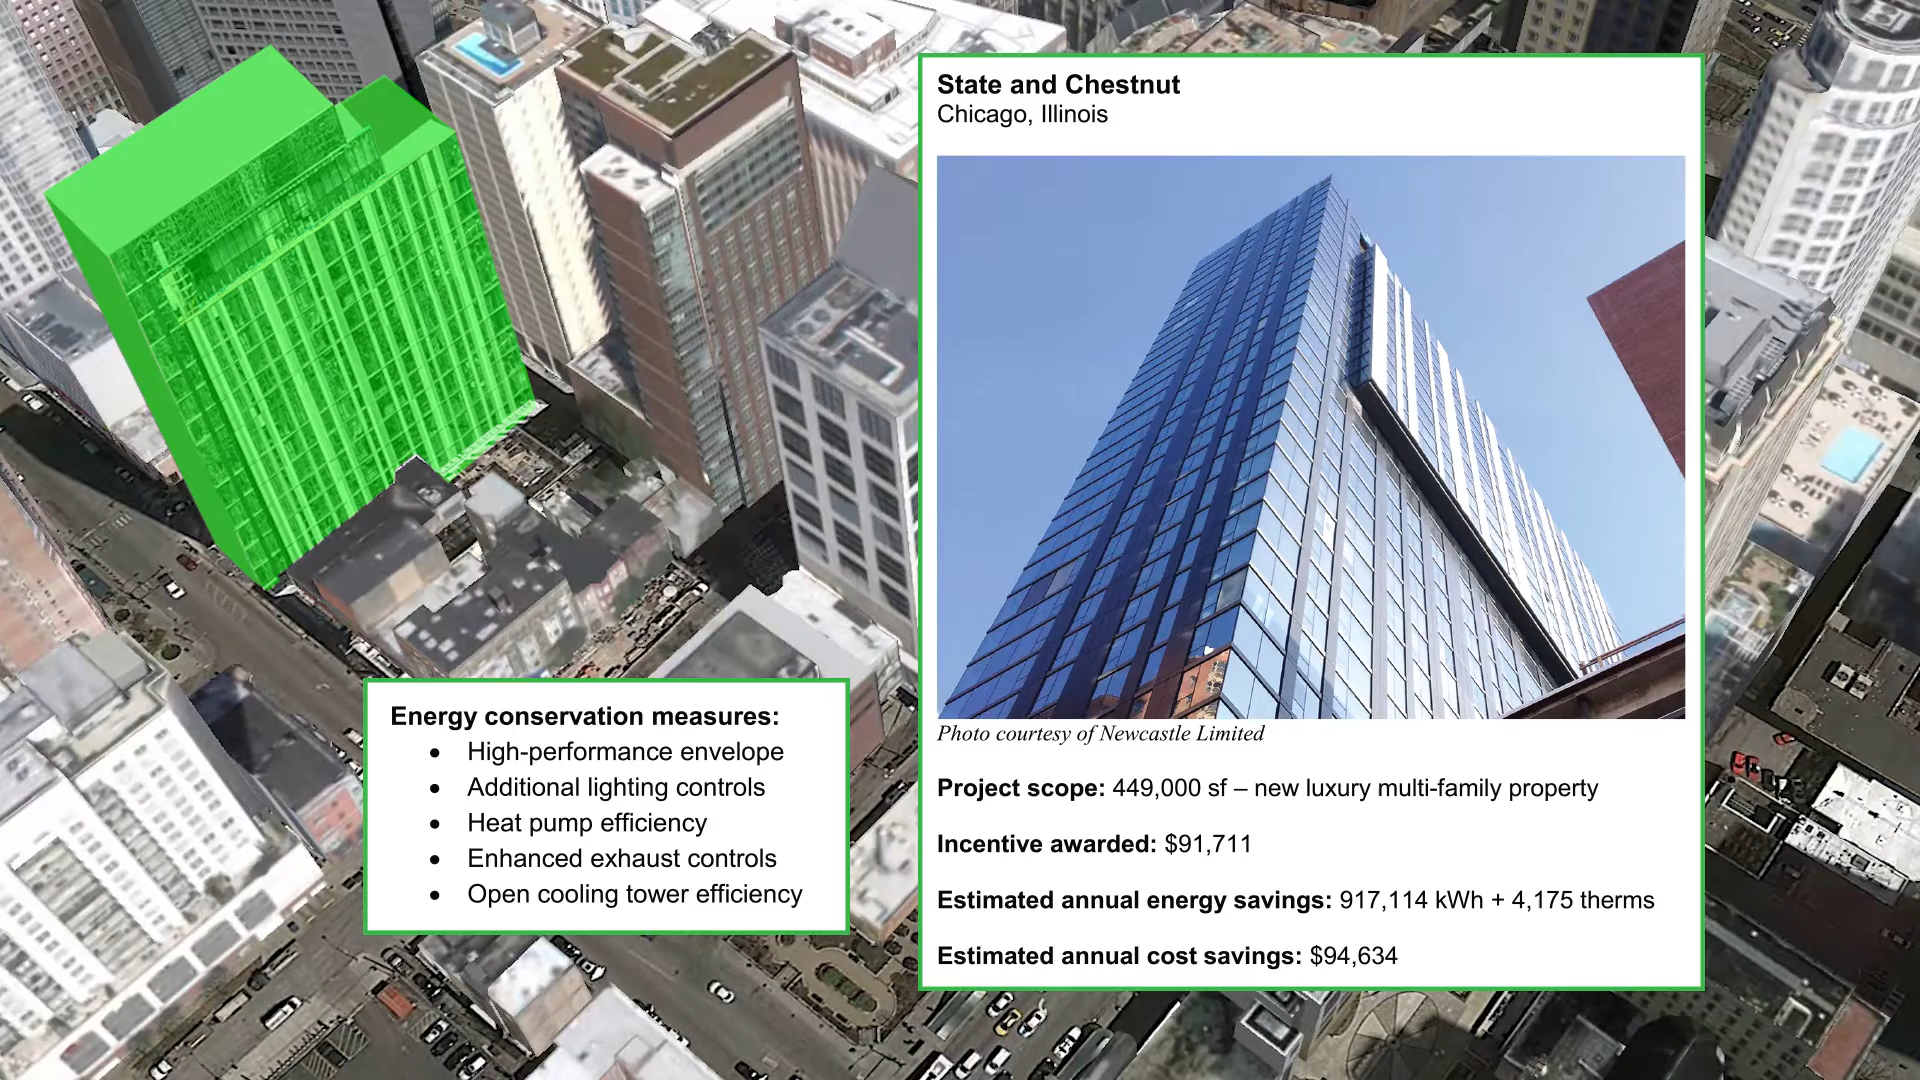 State and Chestnut
Chicago, Illinois
Photo courtesy of Newcastle Limited
Project scope: 449,000 sf – new luxury multi-family property
Incentive awarded: $91,711
Estimated annual energy savings: 917,114 kWh + 4,175 therms
Estimated annual cost savings: $94,634
Energy conservation measures:
• High-performance envelope
• Additional lighting controls
• Heat pump efficiency
• Enhanced exhaust controls
• Open cooling tower efficiency